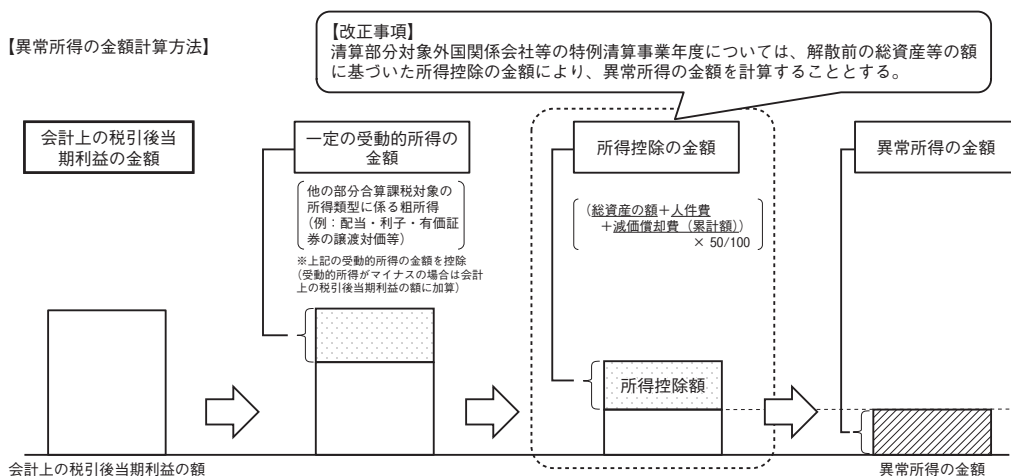 【異常所得の金額計算方法】
【改正事項】
清算部分対象外国関係会社等の特例清算事業年度については、解散前の総資産等の額
に基づいた所得控除の金額により、異常所得の金額を計算することとする。
会計上の税引後当
期利益の金額
一定の受動的所得の
金額
所得控除の金額
異常所得の金額
他の部分合算課税対象の
所得類型に係る粗所得
(例：配当・利子・有価証
券の譲渡対価等)
※上記の受動的所得の金額を控除
(受動的所得がマイナスの場合は会計
上の税引後当期利益の額に加算)
(総資産の額＋人件費
＋減価償却費（累計額）)
× 50/100
所得控除額
会計上の税引後当期利益の額
異常所得の金額